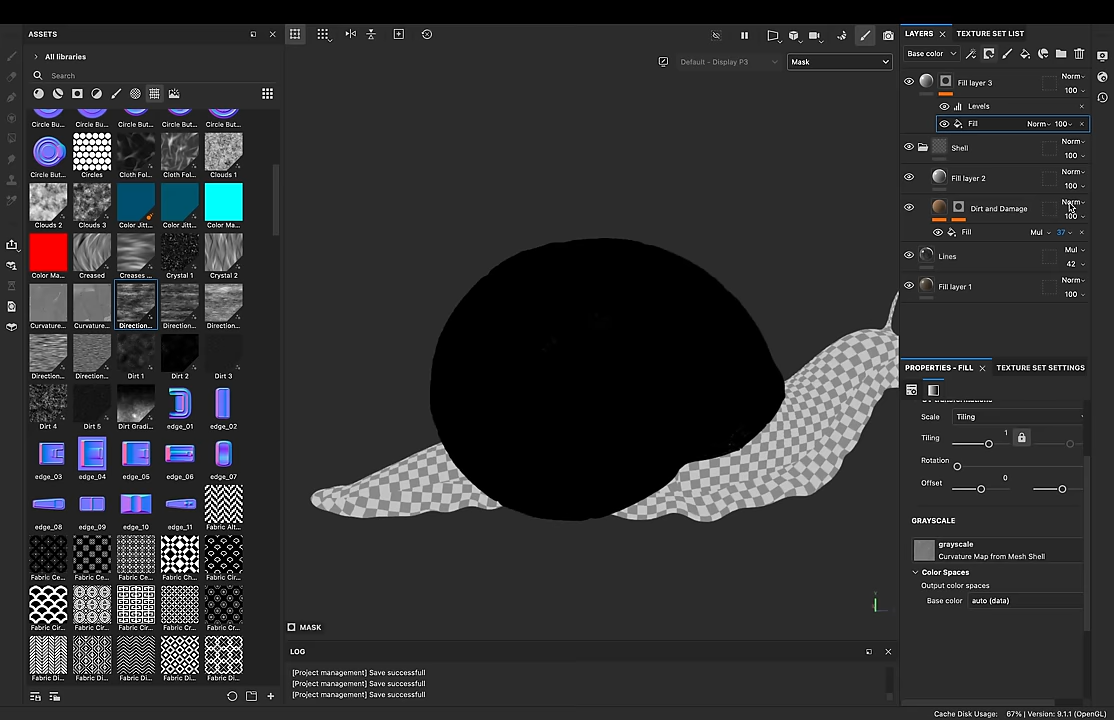 ASSETS
All libraries
Search
Circle Bu... Circle But... Circle But... Circle But... Circle But...
Circle But... Circles Cloth Fol... Cloth Fol... Clouds 1
Clouds 2 Clouds 3 Color Jitt... Color Jitt... Color Ma...
Color Ma... Creased Creases ... Crystal 1 Crystal 2
Curvature... Curvature... Direction... Direction... Direction...
Direction... Direction... Dirt 1 Dirt 2 Dirt 3
Dirt 4 Dirt 5 Dirt Gradi... edge_01 edge_02
edge_03 edge_04 edge_05 edge_06 edge_07
edge_08 edge_09 edge_10 edge_11 Fabric Alt...
Fabric Ce... Fabric Ce... Fabric Ce... Fabric Ch... Fabric Cir...
Fabric Cir... Fabric Cir... Fabric Cir... Fabric Cir... Fabric Cir...
Fabric Di... Fabric Di... Fabric Di... Fabric Di... Fabric Di...
Default - Display P3
Mask
MASK
LOG
[Project management] Save successfull
[Project management] Save successfull
[Project management] Save successfull
LAYERS TEXTURE SET LIST
Base color
Fill layer 3 Norm 100
Levels
Fill Norm 100
Shell Norm 100
Fill layer 2 Norm 100
Dirt and Damage Norm 100
Fill Mul 37
Lines Mul 42
Fill layer 1 Norm 100
PROPERTIES - FILL TEXTURE SET SETTINGS
Scale Tiling
Tiling 1
Rotation
Offset 0
GRAYSCALE
grayscale
Curvature Map from Mesh Shell
Color Spaces
Output color spaces
Base color auto (data)
Cache Disk Usage: 67% | Version: 9.1.1 (OpenGL)